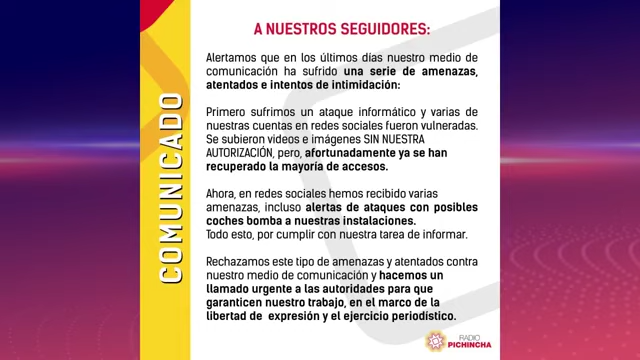 COMUNICADO
A NUESTROS SEGUIDORES:
Alertamos que en los últimos días nuestro medio de
comunicación ha sufrido una serie de amenazas,
atentados e intentos de intimidación:
Primero sufrimos un ataque informático y varias de
nuestras cuentas en redes sociales fueron vulneradas.
Se subieron videos e imágenes SIN NUESTRA
AUTORIZACIÓN, pero, afortunadamente ya se han
recuperado la mayoría de accesos.
Ahora, en redes sociales hemos recibido varias
amenazas, incluso alertas de ataques con posibles
coches bomba a nuestras instalaciones.
Todo esto, por cumplir con nuestra tarea de informar.
Rechazamos este tipo de amenazas y atentados contra
nuestro medio de comunicación y hacemos un
llamado urgente a las autoridades para que
garanticen nuestro trabajo, en el marco de la
libertad de expresión y el ejercicio periodístico.
RADIO
PICHINCHA